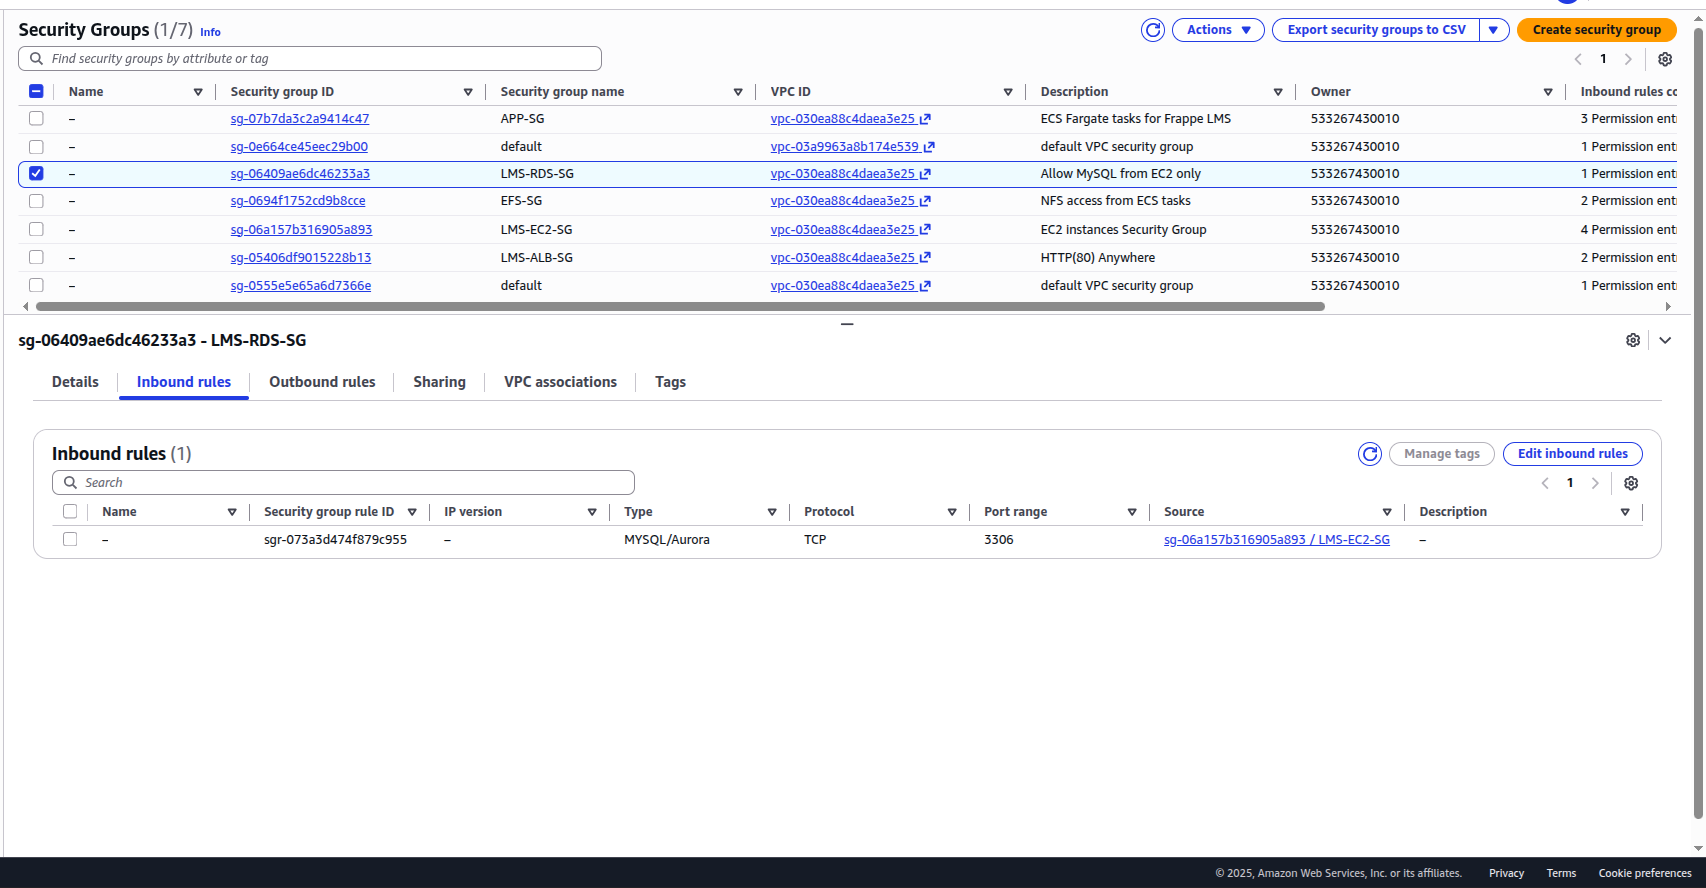 Security Groups (1/7) Info
Actions
Export security groups to CSV
Create security group
Find security groups by attribute or tag
1
Name Security group ID Security group name VPC ID Description Owner Inbound rules co
– sg-07b7da3c2a9414c47 APP-SG vpc-030ea88c4daea3e25 ECS Fargate tasks for Frappe LMS 533267430010 3 Permission entr
– sg-0e664ce45eec29b00 default vpc-03a9963a8b174e539 default VPC security group 533267430010 1 Permission entr
– sg-06409ae6dc46233a3 LMS-RDS-SG vpc-030ea88c4daea3e25 Allow MySQL from EC2 only 533267430010 1 Permission entr
– sg-0694f1752cd9b8cce EFS-SG vpc-030ea88c4daea3e25 NFS access from ECS tasks 533267430010 2 Permission entr
– sg-06a157b316905a893 LMS-EC2-SG vpc-030ea88c4daea3e25 EC2 instances Security Group 533267430010 4 Permission entr
– sg-05406df9015228b13 LMS-ALB-SG vpc-030ea88c4daea3e25 HTTP(80) Anywhere 533267430010 2 Permission entr
– sg-0555e5e65a6d7366e default vpc-030ea88c4daea3e25 default VPC security group 533267430010 1 Permission entr
sg-06409ae6dc46233a3 - LMS-RDS-SG
Details Inbound rules Outbound rules Sharing VPC associations Tags
Inbound rules (1)
Manage tags
Edit inbound rules
Search
1
Name Security group rule ID IP version Type Protocol Port range Source Description
– sgr-073a3d474f879c955 – MYSQL/Aurora TCP 3306 sg-06a157b316905a893 / LMS-EC2-SG –
© 2025, Amazon Web Services, Inc. or its affiliates. Privacy Terms Cookie preferences